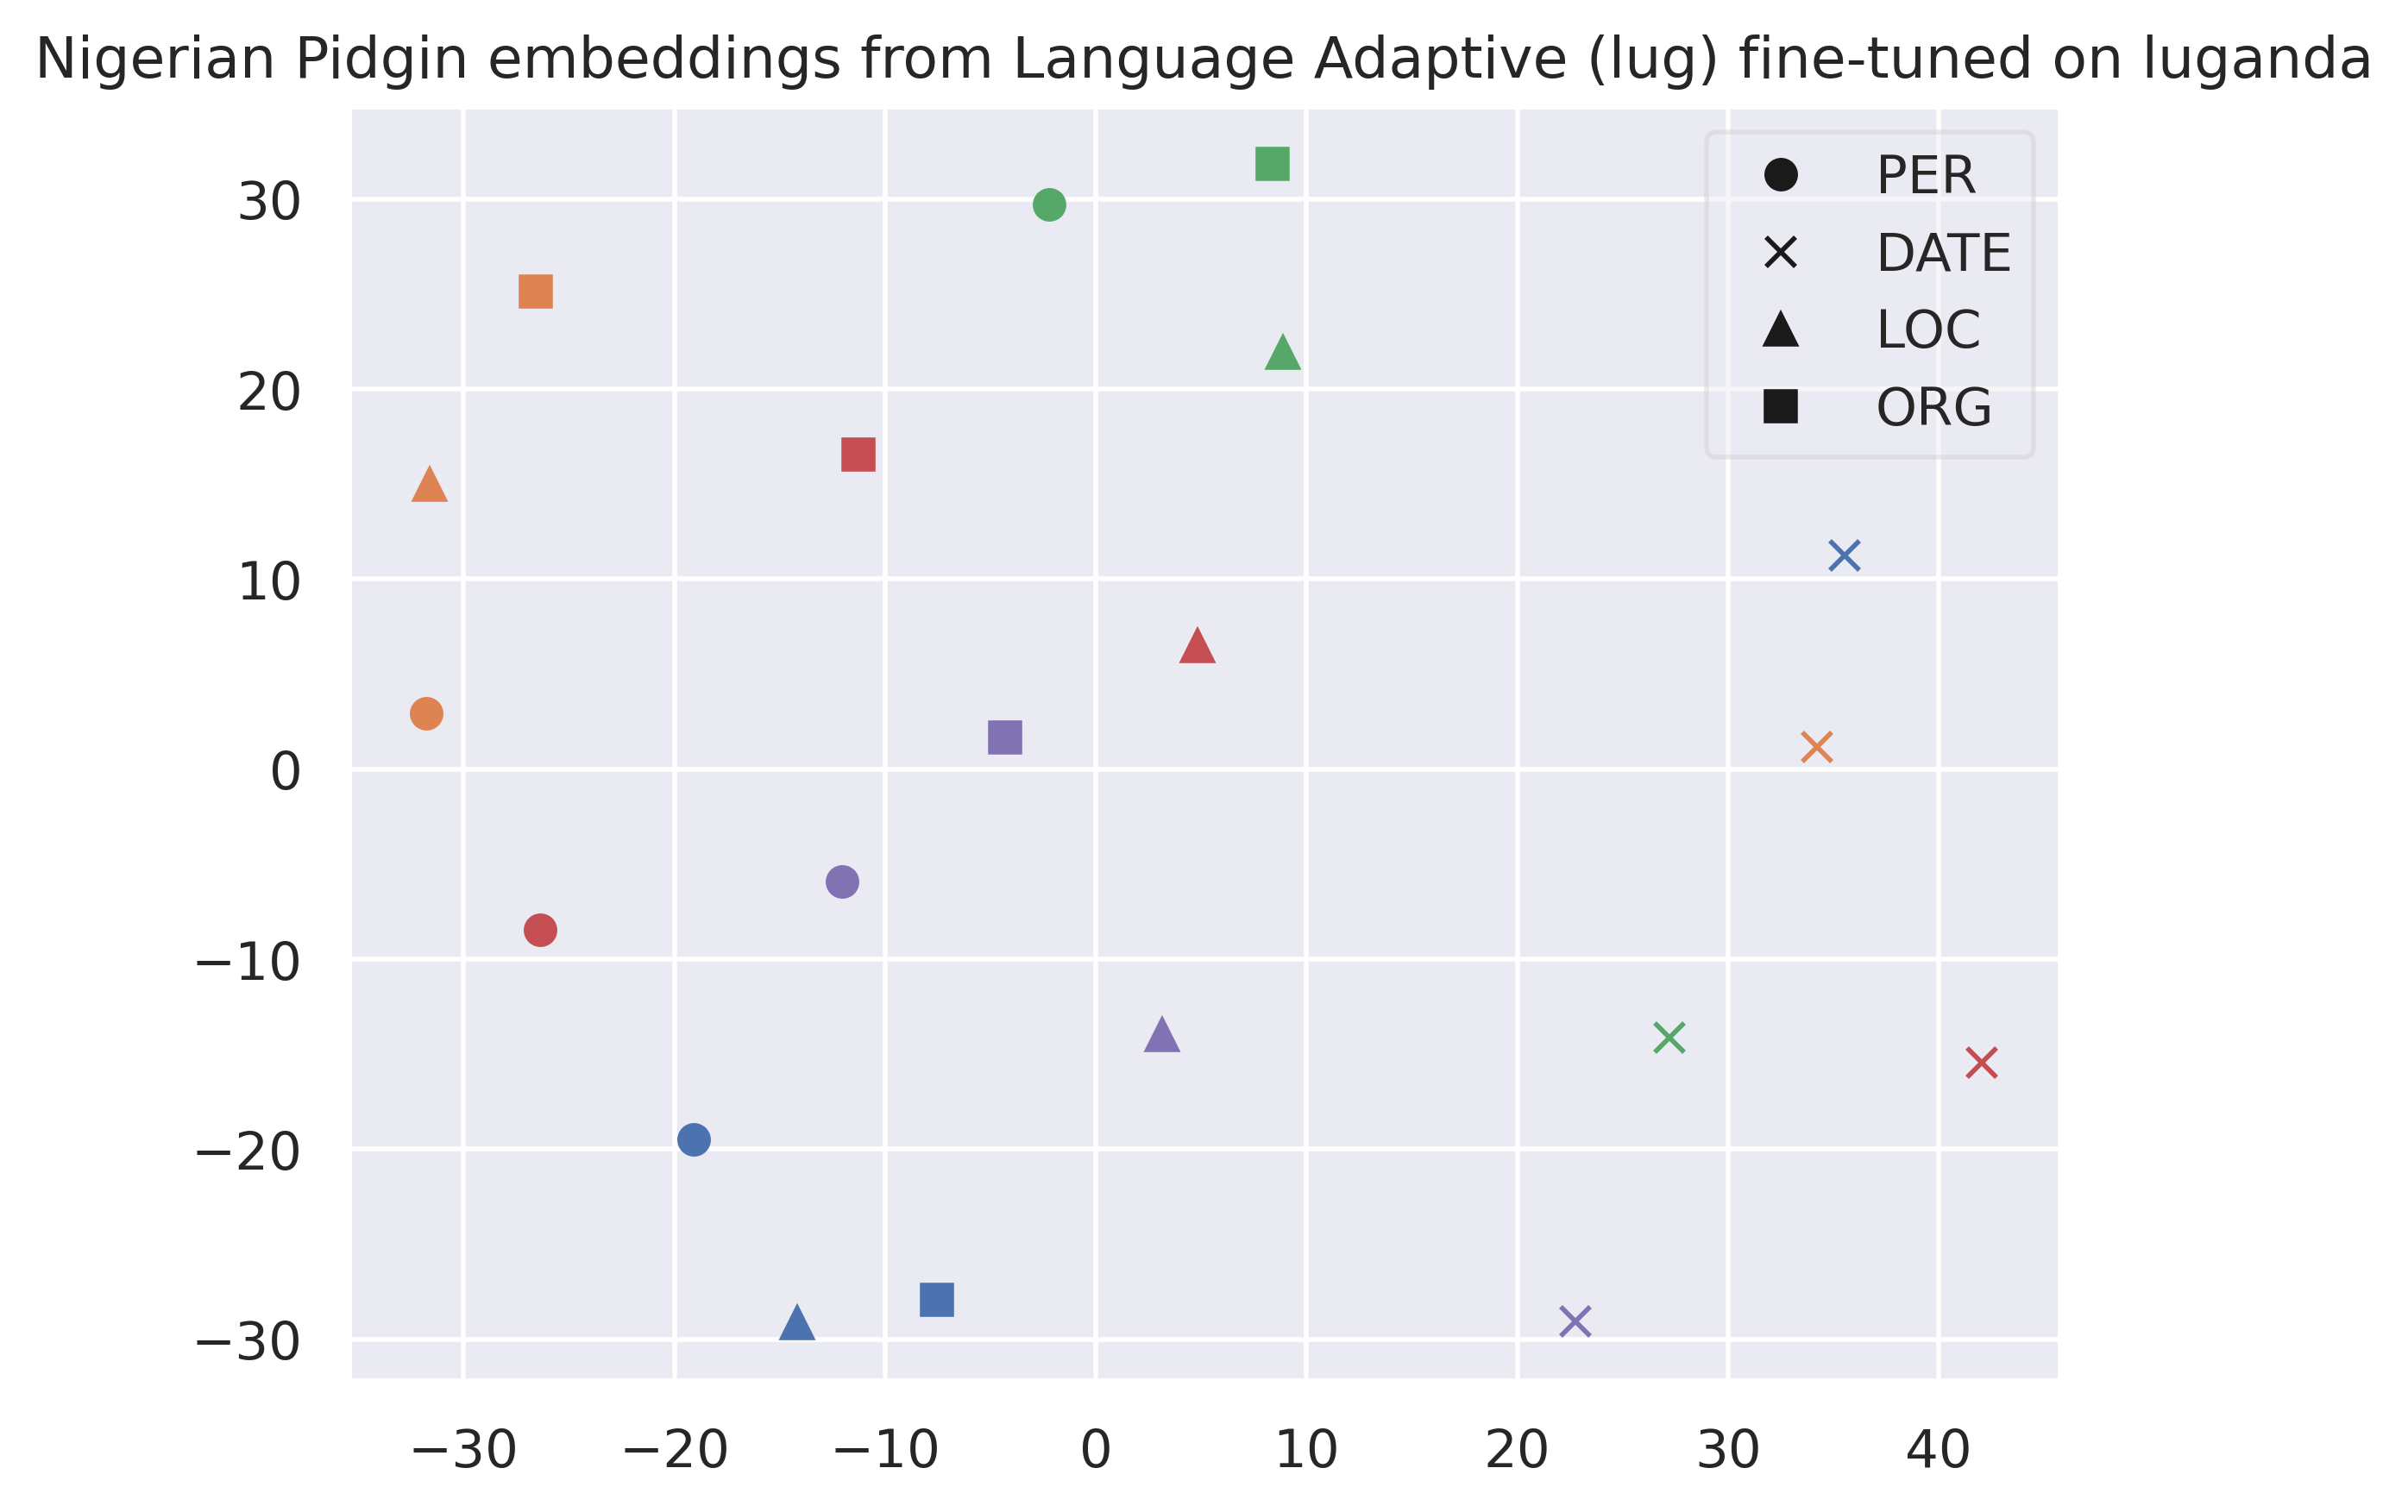 Nigerian Pidgin embeddings from Language Adaptive (lug) fine-tuned on luganda
PER
DATE
LOC
ORG
30
20
10
0
−10
−20
−30
−30 −20 −10 0 10 20 30 40